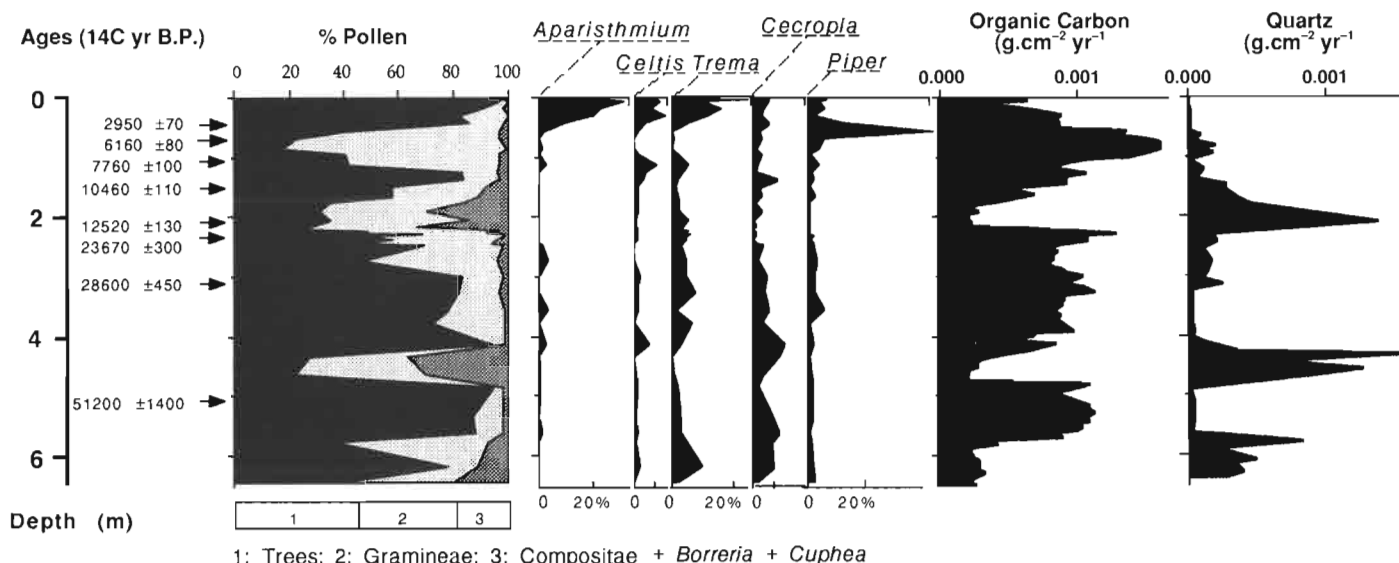 Ages (14C yr B.P.)
% Pollen
Aparisthmium
Celtis Trema
Cecropia
Piper
Organic Carbon
(g.cm⁻² yr⁻¹
Quartz
(g.cm⁻² yr⁻¹
0 20 40 60 80 100
0.000 0.001
0.000 0.001
0
2950 ±70
6160 ±80
7760 ±100
10460 ±110
2
12520 ±130
23670 ±300
28600 ±450
4
51200 ±1400
6
0 20%
0
0 20%
0
0 20%
Depth (m)
1 2 3
1: Trees; 2: Gramineae; 3: Compositae + Borreria + Cuphea